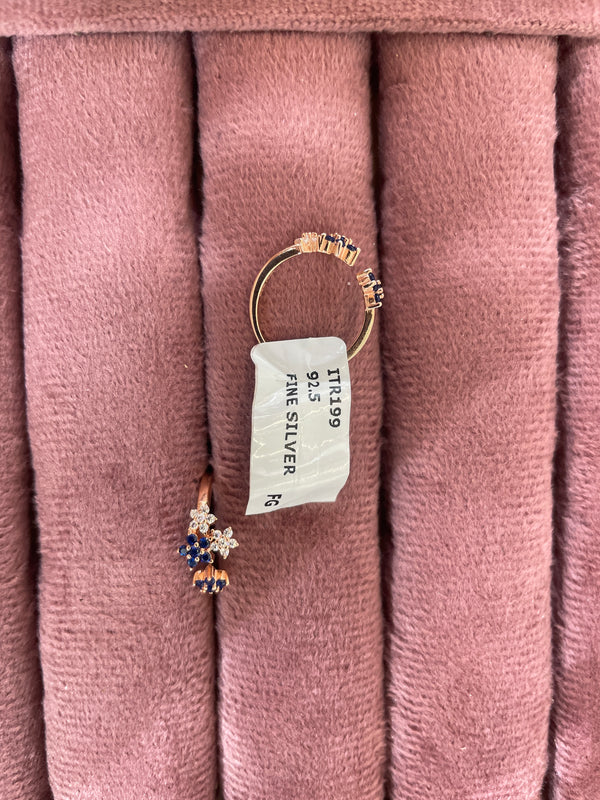 ITR199
92.5
FINE SILVER
FG